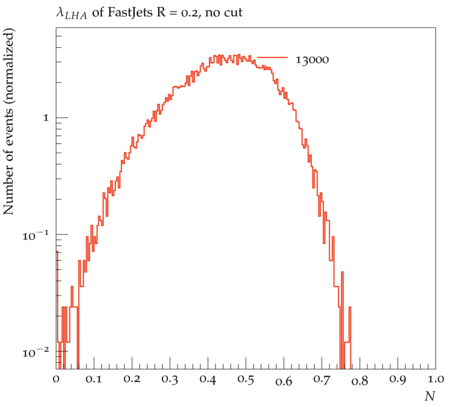 λ_LHA of FastJets R = 0.2, no cut
Number of events (normalized)
13000
1
10⁻¹
10⁻²
0 0.1 0.2 0.3 0.4 0.5 0.6 0.7 0.8 0.9 1.0
N